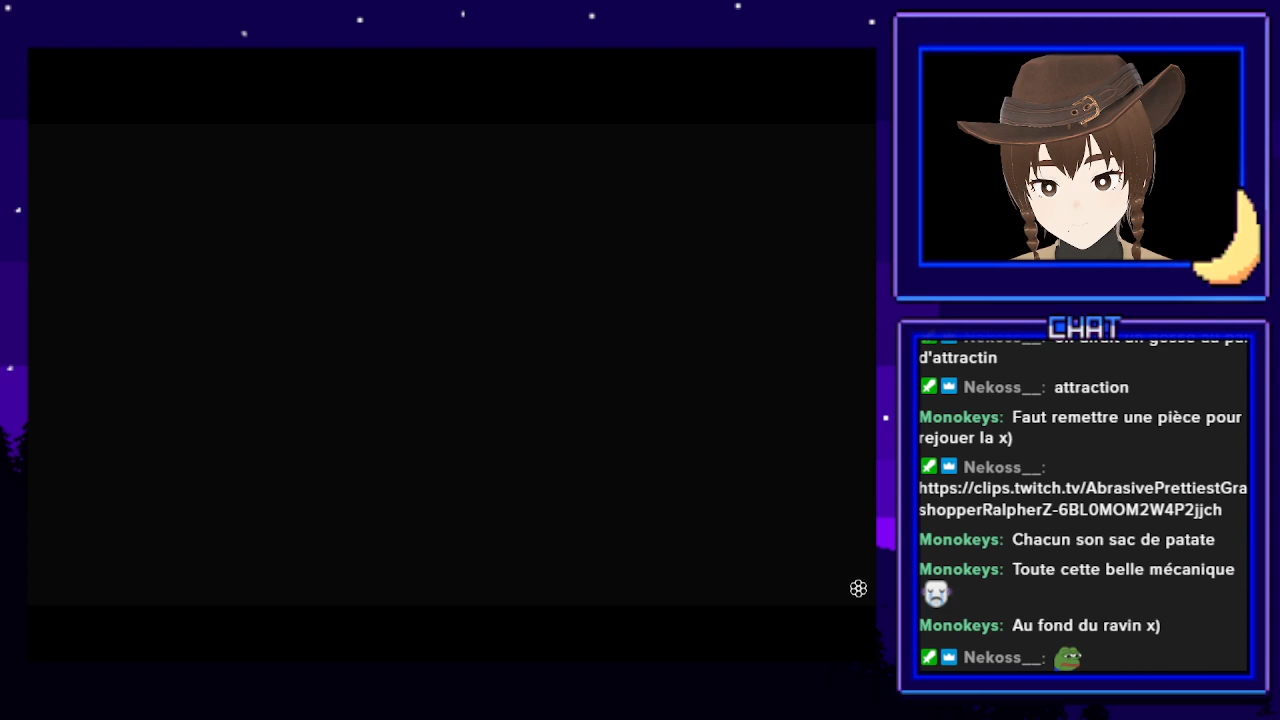 CHAT
d'attractin
Nekoss__: attraction
Monokeys: Faut remettre une pièce pour
rejouer la x)
Nekoss__:
https://clips.twitch.tv/AbrasivePrettiestGra
shopperRalpherZ-6BL0MOM2W4P2jjch
Monokeys: Chacun son sac de patate
Monokeys: Toute cette belle mécanique
Monokeys: Au fond du ravin x)
Nekoss__: